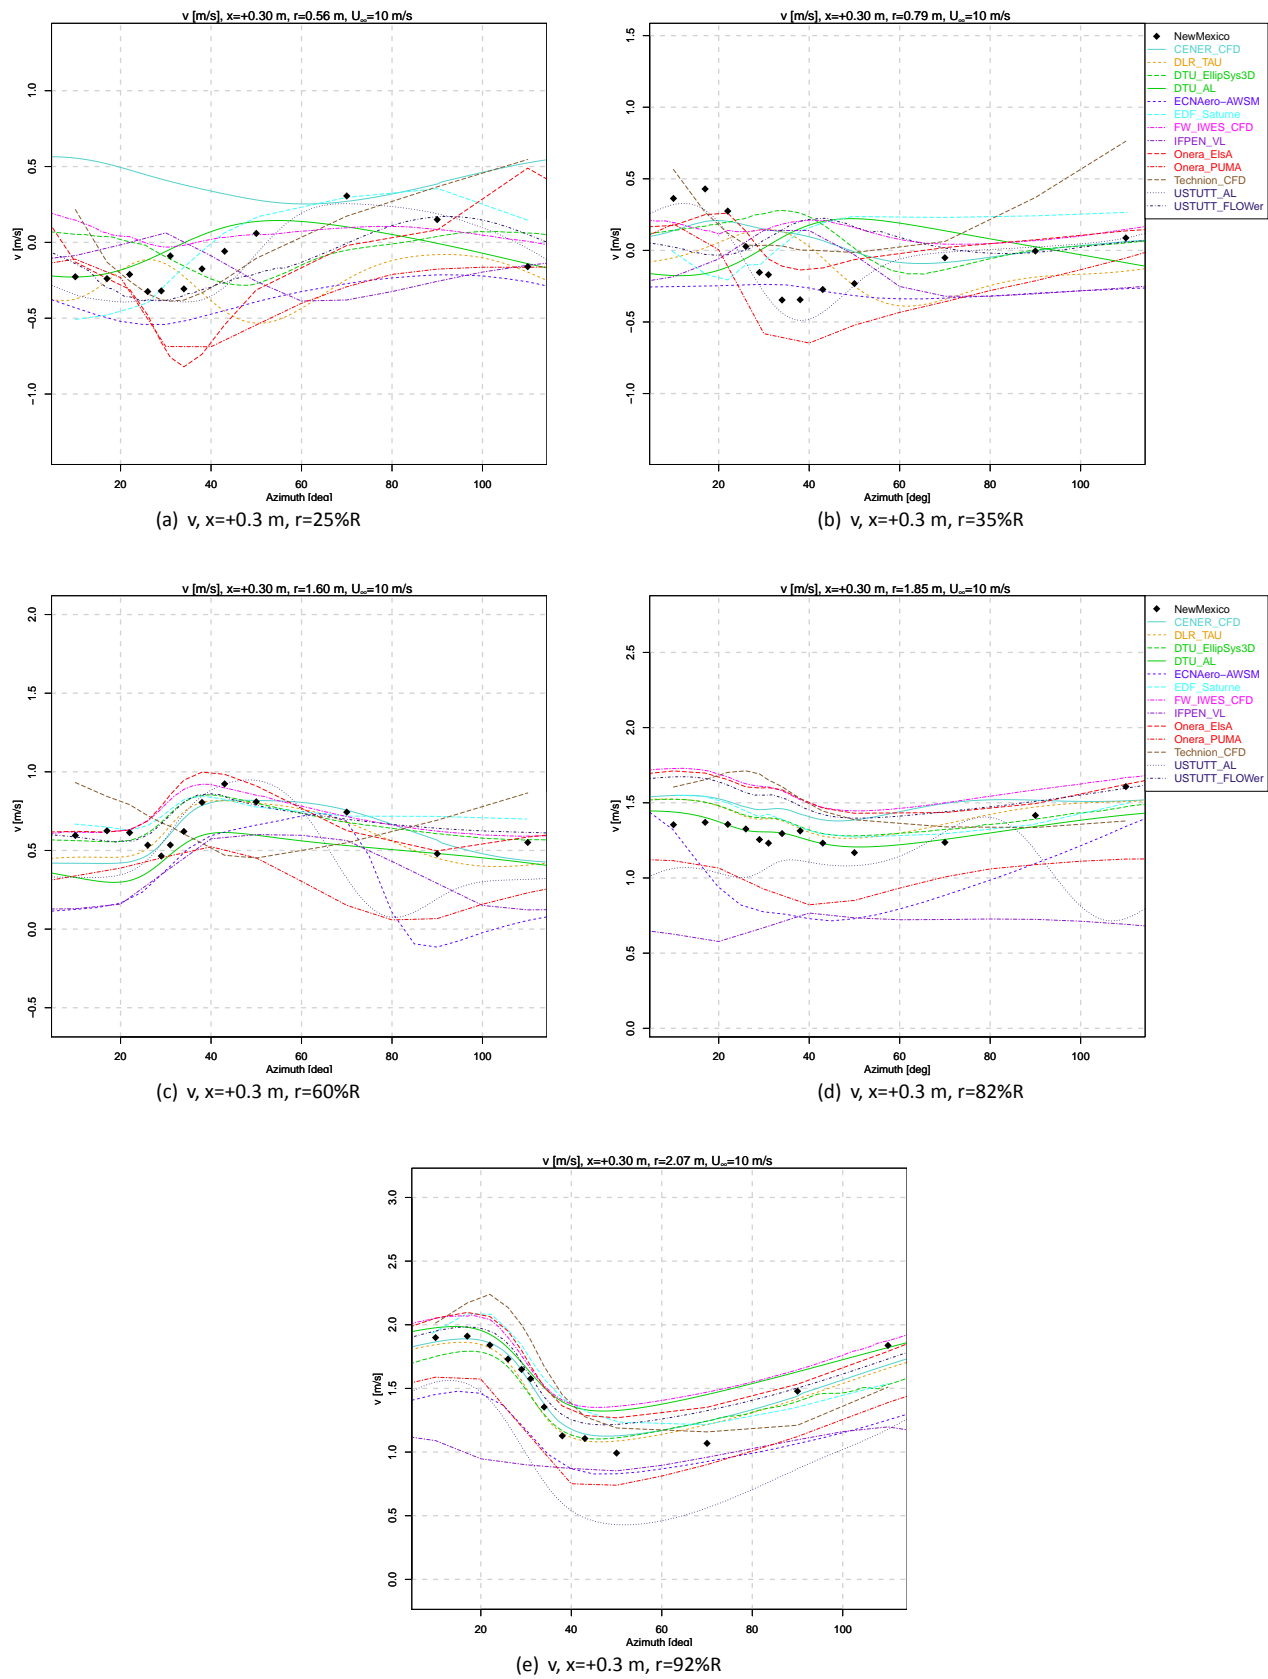 v [m/s], x=+0.30 m, r=0.56 m, U∞=10 m/s
v [m/s]
1.0
0.5
0.0
−0.5
−1.0
20 40 60 80 100
Azimuth [deg]
(a) v, x=+0.3 m, r=25%R
v [m/s], x=+0.30 m, r=0.79 m, U∞=10 m/s
v [m/s]
1.5
1.0
0.5
0.0
−0.5
−1.0
20 40 60 80 100
Azimuth [deg]
NewMexico
CENER_CFD
DLR_TAU
DTU_EllipSys3D
DTU_AL
ECNAero−AWSM
EDF_Saturne
FW_IWES_CFD
IFPEN_VL
Onera_ElsA
Onera_PUMA
Technion_CFD
USTUTT_AL
USTUTT_FLOWer
(b) v, x=+0.3 m, r=35%R
v [m/s], x=+0.30 m, r=1.60 m, U∞=10 m/s
v [m/s]
2.0
1.5
1.0
0.5
0.0
−0.5
20 40 60 80 100
Azimuth [deg]
(c) v, x=+0.3 m, r=60%R
v [m/s], x=+0.30 m, r=1.85 m, U∞=10 m/s
v [m/s]
2.5
2.0
1.5
1.0
0.5
0.0
20 40 60 80 100
Azimuth [deg]
NewMexico
CENER_CFD
DLR_TAU
DTU_EllipSys3D
DTU_AL
ECNAero−AWSM
EDF_Saturne
FW_IWES_CFD
IFPEN_VL
Onera_ElsA
Onera_PUMA
Technion_CFD
USTUTT_AL
USTUTT_FLOWer
(d) v, x=+0.3 m, r=82%R
v [m/s], x=+0.30 m, r=2.07 m, U∞=10 m/s
v [m/s]
3.0
2.5
2.0
1.5
1.0
0.5
0.0
20 40 60 80 100
Azimuth [deg]
(e) v, x=+0.3 m, r=92%R